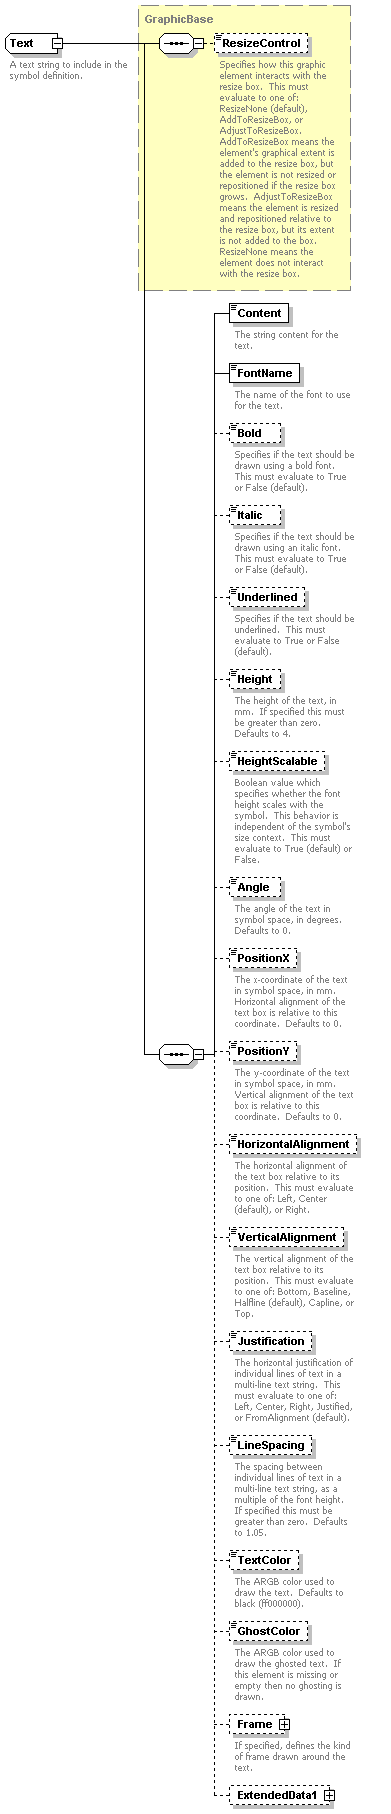 GraphicBase
Text
A text string to include in the
symbol definition.
ResizeControl
Specifies how this graphic
element interacts with the
resize box.  This must
evaluate to one of:
ResizeNone (default),
AddToResizeBox, or
AdjustToResizeBox.
AddToResizeBox means the
element's graphical extent is
added to the resize box, but
the element is not resized or
repositioned if the resize box
grows.  AdjustToResizeBox
means the element is resized
and repositioned relative to
the resize box, but its extent
is not added to the box.
ResizeNone means the
element does not interact
with the resize box.
Content
The string content for the
text.
FontName
The name of the font to use
for the text.
Bold
Specifies if the text should be
drawn using a bold font.
This must evaluate to True
or False (default).
Italic
Specifies if the text should be
drawn using an italic font.
This must evaluate to True
or False (default).
Underlined
Specifies if the text should be
underlined.  This must
evaluate to True or False
(default).
Height
The height of the text, in
mm.  If specified this must
be greater than zero.
Defaults to 4.
HeightScalable
Boolean value which
specifies whether the font
height scales with the
symbol.  This behavior is
independent of the symbol's
size context.  This must
evaluate to True (default) or
False.
Angle
The angle of the text in
symbol space, in degrees.
Defaults to 0.
PositionX
The x-coordinate of the text
in symbol space, in mm.
Horizontal alignment of the
text box is relative to this
coordinate.  Defaults to 0.
PositionY
The y-coordinate of the text
in symbol space, in mm.
Vertical alignment of the text
box is relative to this
coordinate.  Defaults to 0.
HorizontalAlignment
The horizontal alignment of
the text box relative to its
position.  This must evaluate
to one of: Left, Center
(default), or Right.
VerticalAlignment
The vertical alignment of the
text box relative to its
position.  This must evaluate
to one of: Bottom, Baseline,
Halfline (default), Capline, or
Top.
Justification
The horizontal justification of
individual lines of text in a
multi-line text string.  This
must evaluate to one of:
Left, Center, Right, Justified,
or FromAlignment (default).
LineSpacing
The spacing between
individual lines of text in a
multi-line text string, as a
multiple of the font height.
If specified this must be
greater than zero.  Defaults
to 1.05.
TextColor
The ARGB color used to
draw the text.  Defaults to
black (ff000000).
GhostColor
The ARGB color used to
draw the ghosted text.  If
this element is missing or
empty then no ghosting is
drawn.
Frame
If specified, defines the kind
of frame drawn around the
text.
ExtendedData1